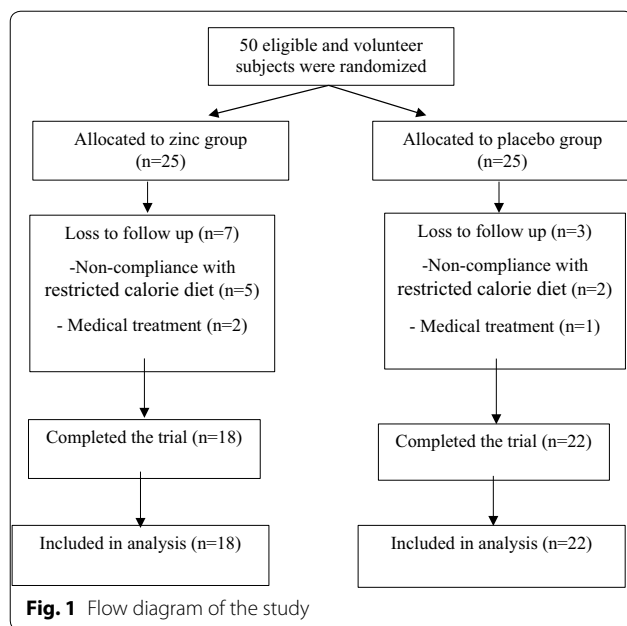 50 eligible and volunteer
subjects were randomized
Allocated to zinc group
(n=25)
Allocated to placebo group
(n=25)
Loss to follow up (n=7)
-Non-compliance with
restricted calorie diet (n=5)
- Medical treatment (n=2)
Loss to follow up (n=3)
-Non-compliance with
restricted calorie diet (n=2)
- Medical treatment (n=1)
Completed the trial (n=18)
Completed the trial (n=22)
Included in analysis (n=18)
Included in analysis (n=22)
Fig. 1 Flow diagram of the study